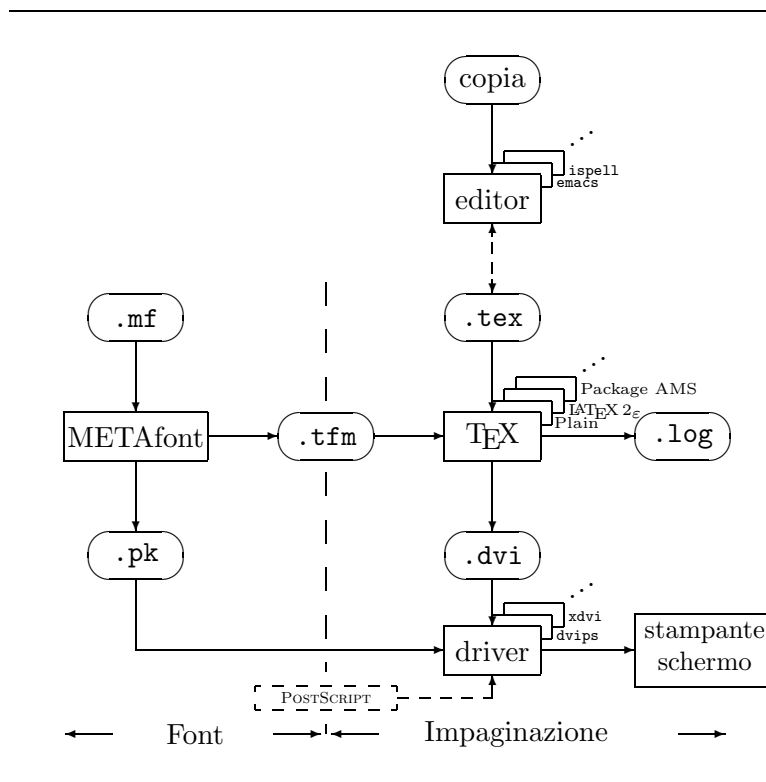 copia
ispell
emacs
editor
.mf
.tex
Package AMS
LATEX 2ε
Plain
METAfont
.tfm
TEX
.log
.pk
.dvi
xdvi
dvips
driver
stampante
schermo
POSTSCRIPT
Font
Impaginazione